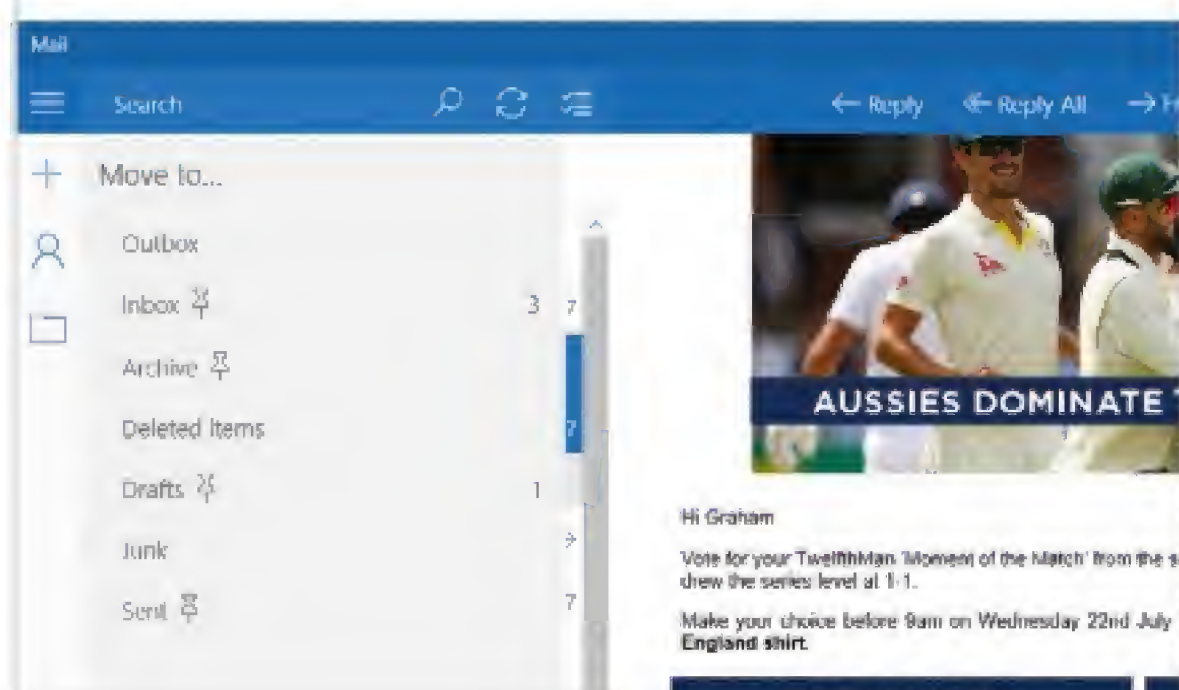 Mail
Search
Reply
Reply All
Move to...
Outbox
Inbox 3 7
Archive
Deleted Items 7
Drafts 1
Junk
Sent 7
AUSSIES DOMINATE
Hi Graham
Vote for your TwelfthMan 'Moment of the Match' from the
drew the series level at 1-1.
Make your choice before 9am on Wednesday 22nd July
England shirt.